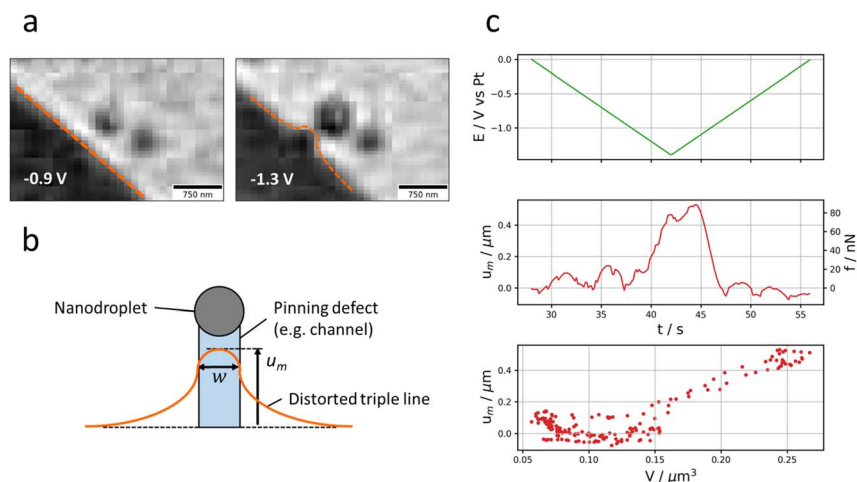 a
-0.9 V
750 nm
-1.3 V
750 nm
b
Nanodroplet
Pinning defect
(e.g. channel)
u_m
w
Distorted triple line
c
0.0
−0.5
−1.0
E / V vs Pt
0.4
0.2
0.0
u_m / μm
80
60
40
20
0
f / nN
30 35 40 45 50 55
t / s
0.4
0.2
0.0
u_m / μm
0.05 0.10 0.15 0.20 0.25
V / μm³